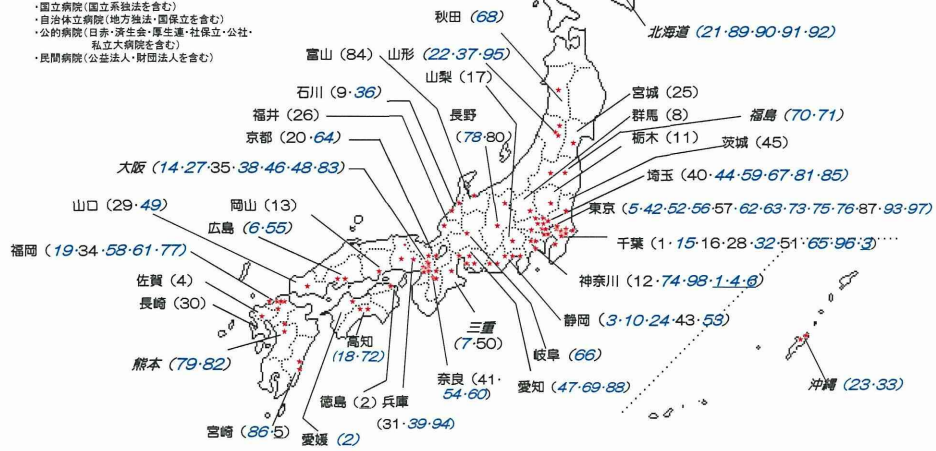 ・国立病院(国立系独法を含む)
・自治体立病院(地方独法・国保立を含む)
・公的病院(日赤・済生会・厚生連・社保立・公社・
私立大病院を含む)
・民間病院(公益法人・財団法人を含む)
秋田 (68)
北海道 (21・89・90・91・92)
富山 (84) 山形 (22・37・95)
山梨 (17)
石川 (9・36)
宮城 (25)
福井 (26)
長野
(78・80)
群馬 (8)
福島 (70・71)
京都 (20・64)
栃木 (11)
茨城 (45)
大阪 (14・27・35・38・46・48・83)
埼玉 (40・44・59・67・81・85)
山口 (29・49)
岡山 (13)
東京 (5・42・52・56・57・62・63・73・75・76・87・93・97)
広島 (6・55)
福岡 (19・34・58・61・77)
千葉 (1・15・16・28・32・51・65・96・3)
佐賀 (4)
神奈川 (12・74・98・1・4・6)
長崎 (30)
静岡 (3・10・24・43・53)
三重
(7・50)
高知
(18・72)
岐阜 (66)
熊本 (79・82)
奈良 (41・
54・60)
愛知 (47・69・88)
沖縄 (23・33)
徳島 (2) 兵庫
(31・39・94)
宮崎 (86・5)
愛媛 (2)